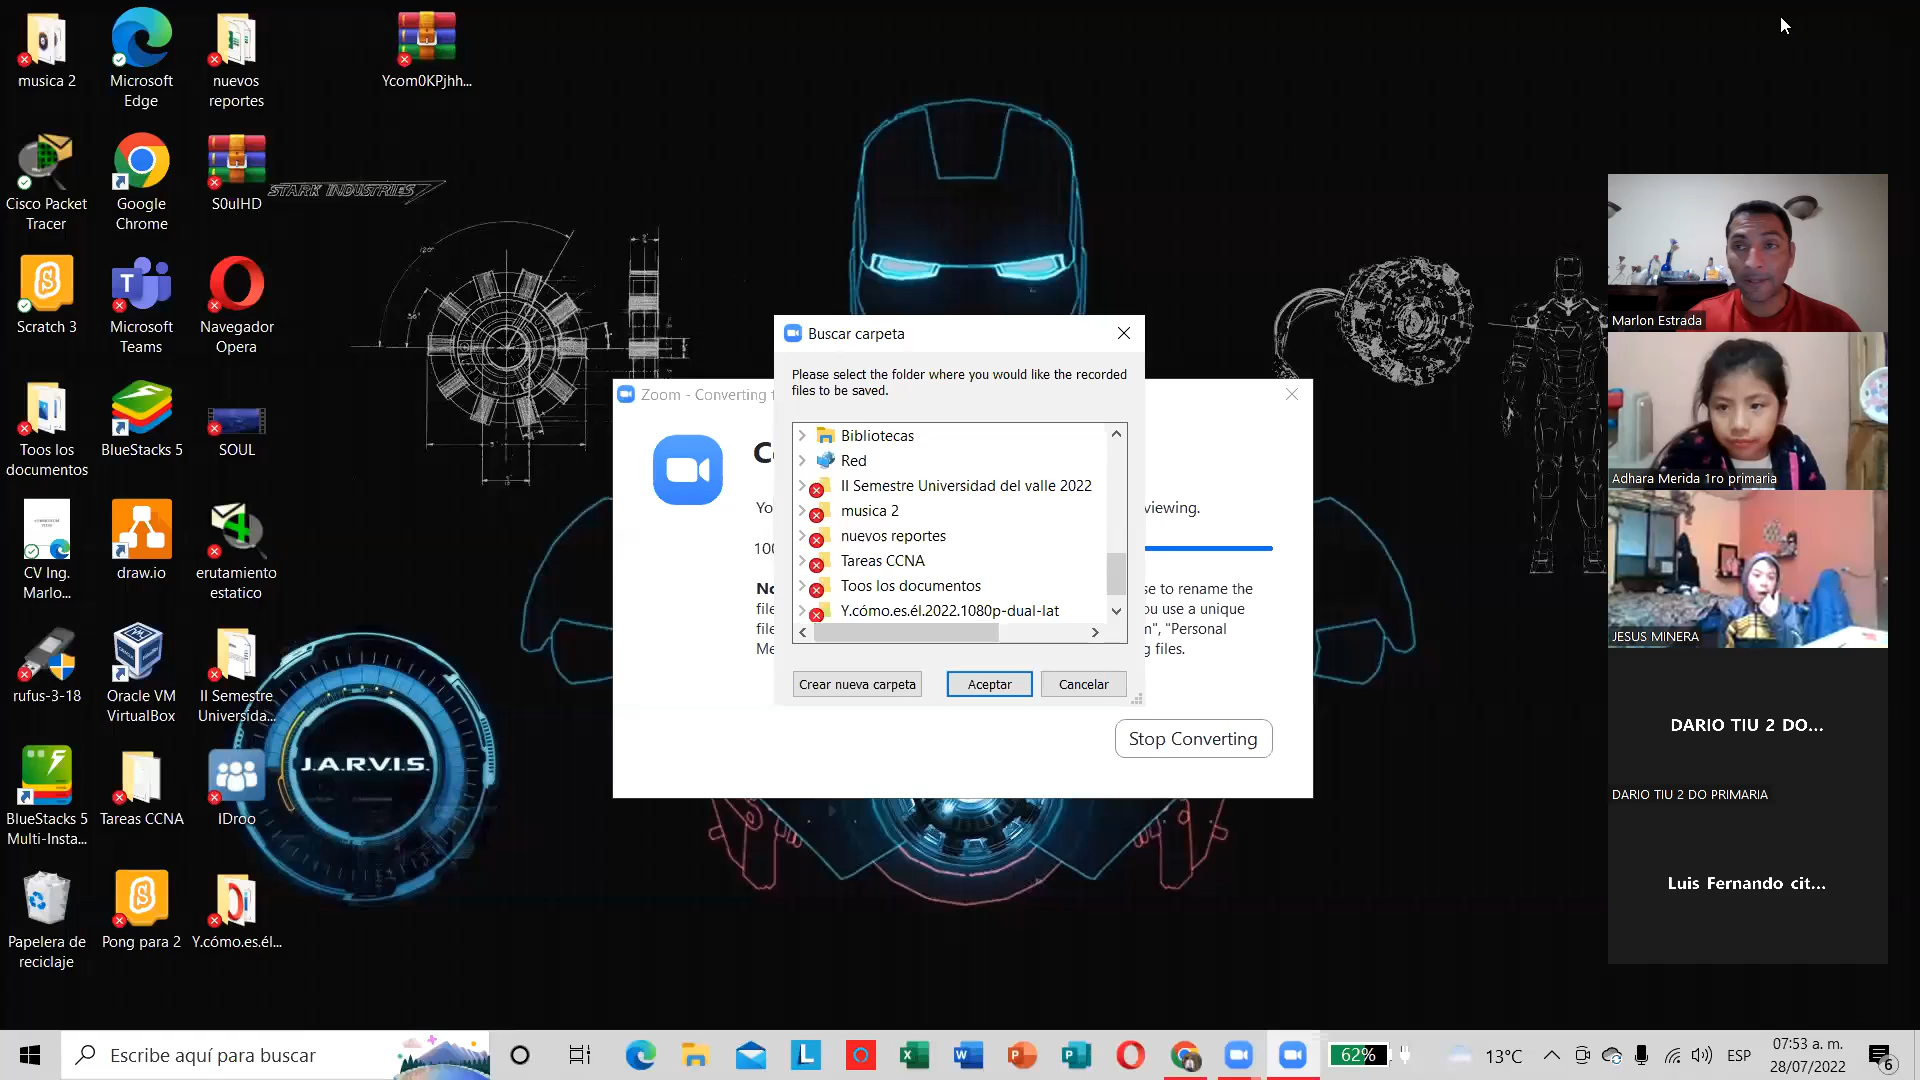 musica 2
Microsoft
Edge
nuevos
reportes
Ycom0KPjhh...
Cisco Packet
Tracer
Google
Chrome
S0ulHD
STARK INDUSTRIES
Scratch 3
Microsoft
Teams
Navegador
Opera
Toos los
documentos
BlueStacks 5
SOUL
CV Ing.
Marlo...
draw.io
erutamiento
estatico
rufus-3-18
Oracle VM
VirtualBox
II Semestre
Universida...
BlueStacks 5
Multi-Insta...
Tareas CCNA
IDroo
J.A.R.V.I.S.
Papelera de
reciclaje
Pong para 2
Y.cómo.es.él...
Buscar carpeta
Please select the folder where you would like the recorded
files to be saved.
Bibliotecas
Red
II Semestre Universidad del valle 2022
musica 2
nuevos reportes
Tareas CCNA
Toos los documentos
Y.cómo.es.él.2022.1080p-dual-lat
Crear nueva carpeta
Aceptar
Cancelar
Zoom - Converting
viewing.
100
se to rename the
file
ou use a unique
file
", "Personal
Me
g files.
Stop Converting
Marlon Estrada
Adhara Merida 1ro primaria
JESUS MINERA
DARIO TIU 2 DO...
DARIO TIU 2 DO PRIMARIA
Luis Fernando cit...
Escribe aquí para buscar
62%
13°C
ESP
07:53 a. m.
28/07/2022
6